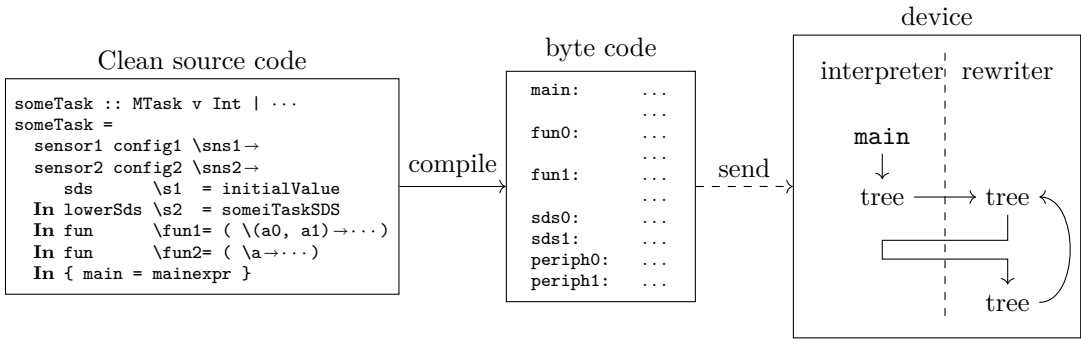 Clean source code
someTask :: MTask v Int | ···
someTask =
  sensor1 config1 \sns1→
  sensor2 config2 \sns2→
     sds      \s1  = initialValue
  In lowerSds \s2  = someiTaskSDS
  In fun      \fun1= ( \(a0, a1)→···)
  In fun      \fun2= ( \a→···)
  In { main = mainexpr }
compile
byte code
main:      ...
           ...
fun0:      ...
           ...
fun1:      ...
           ...
sds0:      ...
sds1:      ...
periph0:   ...
periph1:   ...
send
device
interpreter rewriter
main
tree tree
tree